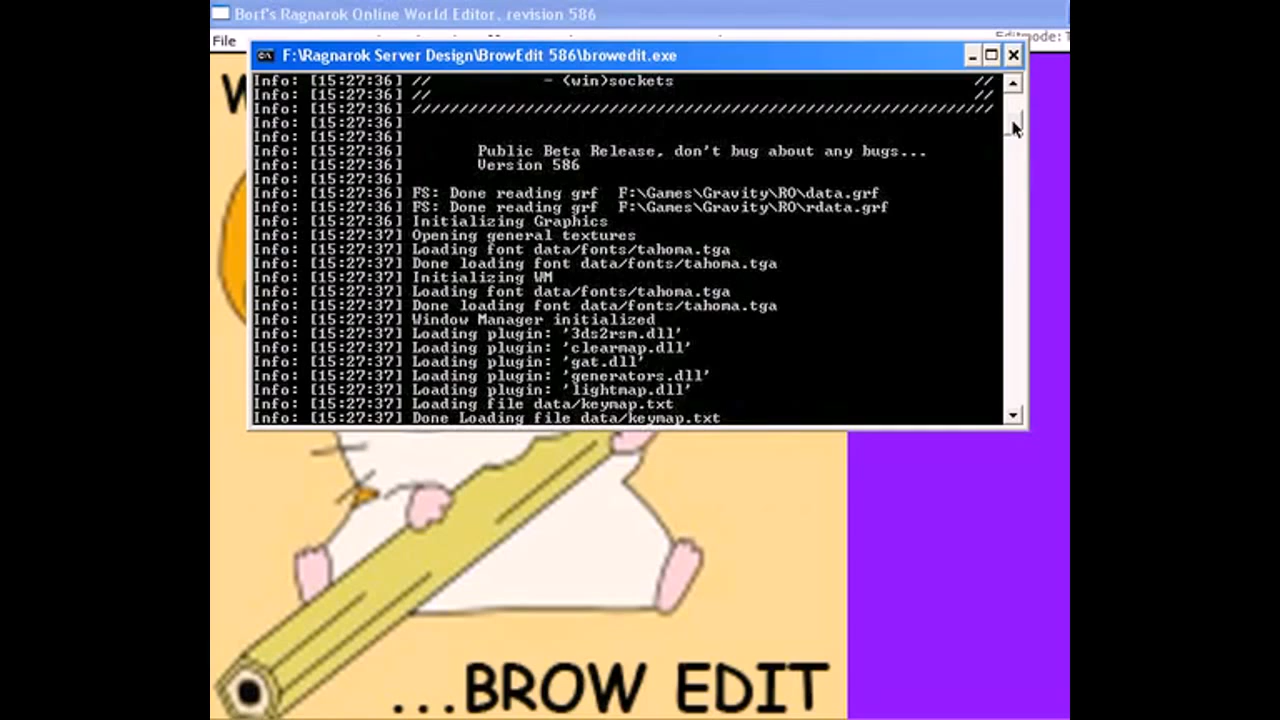 Borf's Ragnarok Online World Editor, revision 586
File
Editmode: T
F:\Ragnarok Server Design\BrowEdit 586\browedit.exe
Info: [15:27:36] // - (win)sockets //
Info: [15:27:36] // //
Info: [15:27:36] //////////////////////////////////////////////////////////////
Info: [15:27:36]
Info: [15:27:36]
Info: [15:27:36] Public Beta Release, don't bug about any bugs...
Info: [15:27:36] Version 586
Info: [15:27:36]
Info: [15:27:36] FS: Done reading grf F:\Games\Gravity\RO\data.grf
Info: [15:27:36] FS: Done reading grf F:\Games\Gravity\RO\rdata.grf
Info: [15:27:36] Initializing Graphics
Info: [15:27:37] Opening general textures
Info: [15:27:37] Loading font data/fonts/tahoma.tga
Info: [15:27:37] Done loading font data/fonts/tahoma.tga
Info: [15:27:37] Initializing WM
Info: [15:27:37] Loading font data/fonts/tahoma.tga
Info: [15:27:37] Done loading font data/fonts/tahoma.tga
Info: [15:27:37] Window Manager initialized
Info: [15:27:37] Loading plugin: '3ds2rsm.dll'
Info: [15:27:37] Loading plugin: 'clearmap.dll'
Info: [15:27:37] Loading plugin: 'gat.dll'
Info: [15:27:37] Loading plugin: 'generators.dll'
Info: [15:27:37] Loading plugin: 'lightmap.dll'
Info: [15:27:37] Loading file data/keymap.txt
Info: [15:27:37] Done Loading file data/keymap.txt
...BROW EDIT